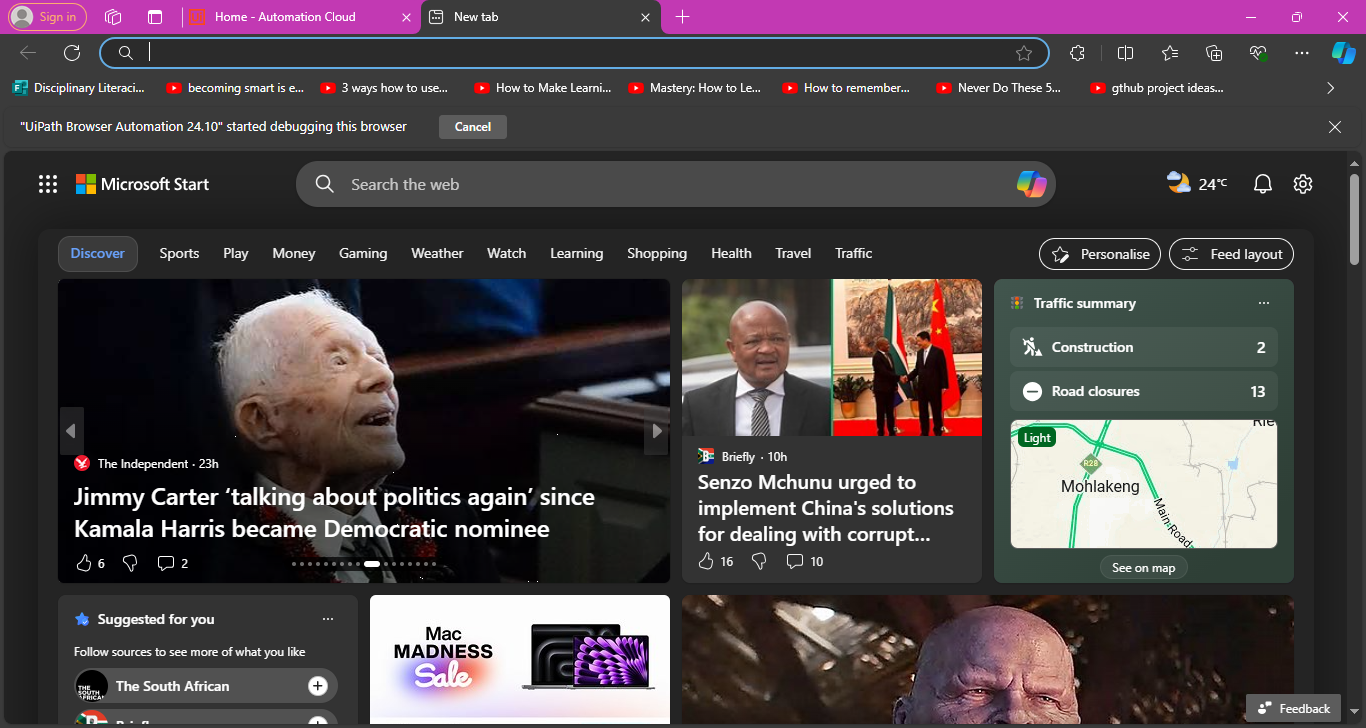 Sign in
Home - Automation Cloud
New tab
Disciplinary Literaci...
becoming smart is e...
3 ways how to use...
How to Make Learni...
Mastery: How to Le...
How to remember...
Never Do These 5...
gthub project ideas...
"UiPath Browser Automation 24.10" started debugging this browser
Cancel
Microsoft Start
Search the web
24°C
Discover
Sports
Play
Money
Gaming
Weather
Watch
Learning
Shopping
Health
Travel
Traffic
Personalise
Feed layout
The Independent · 23h
Jimmy Carter ‘talking about politics again’ since
Kamala Harris became Democratic nominee
6
2
Briefly · 10h
Senzo Mchunu urged to
implement China's solutions
for dealing with corrupt...
16
10
Traffic summary
Construction
2
Road closures
13
Light
R28
Mohlakeng
Main Road
See on map
Suggested for you
Follow sources to see more of what you like
THE
SOUTH
AFRICAN
The South African
Mac
MADNESS
Sale
Feedback